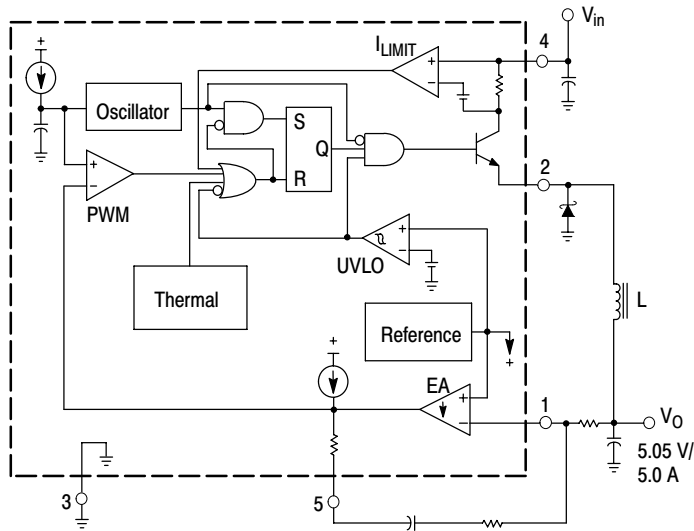 Vin
4
ILIMIT
+
−
+
Oscillator
S
Q
R
2
+
−
PWM
+
−
UVLO
Thermal
L
Reference
+
+
EA
+
−
1
VO
5.05 V/
5.0 A
3
5